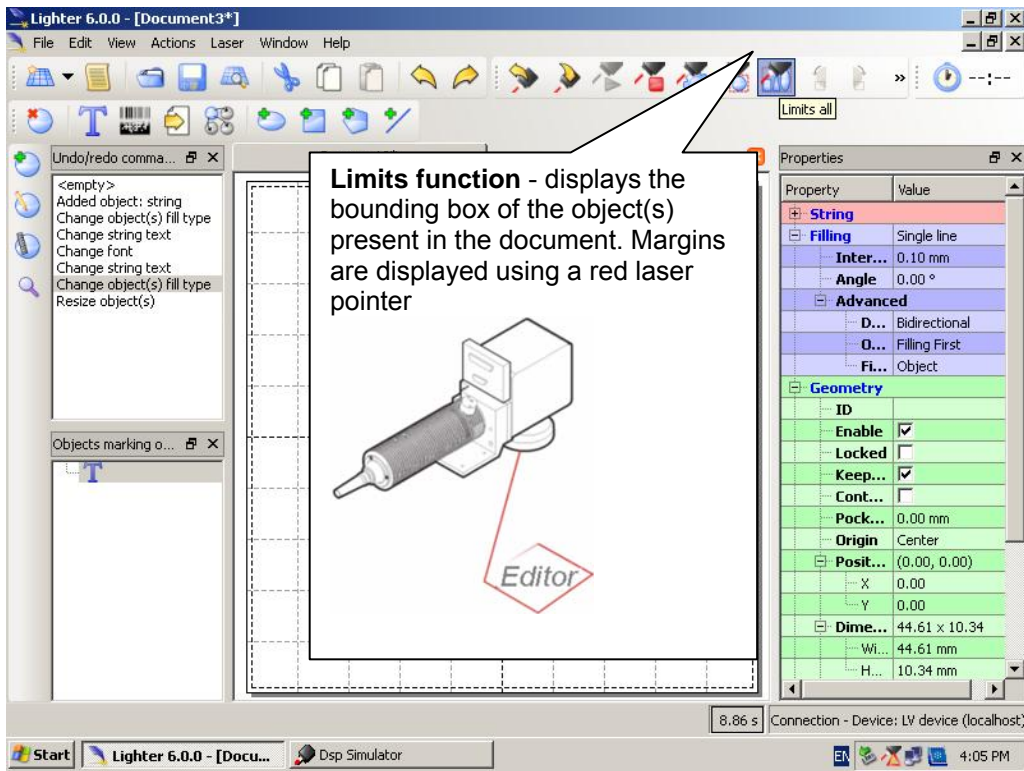 Lighter 6.0.0 - [Document3*]
File Edit View Actions Laser Window Help
» --:--
Limits all
T
Undo/redo comma...
<empty>
Added object: string
Change object(s) fill type
Change string text
Change font
Change string text
Change object(s) fill type
Resize object(s)
Objects marking o...
T
Limits function - displays the
bounding box of the object(s)
present in the document. Margins
are displayed using a red laser
pointer
Editor
Properties
Property Value
String
Filling Single line
Inter... 0.10 mm
Angle 0.00 °
Advanced
D... Bidirectional
O... Filling First
Fi... Object
Geometry
ID
Enable
Locked
Keep...
Cont...
Pock... 0.00 mm
Origin Center
Posit... (0.00, 0.00)
X 0.00
Y 0.00
Dime... 44.61 x 10.34
Wi... 44.61 mm
H... 10.34 mm
8.86 s Connection - Device: LV device (localhost)
Start Lighter 6.0.0 - [Docu... Dsp Simulator EN 4:05 PM